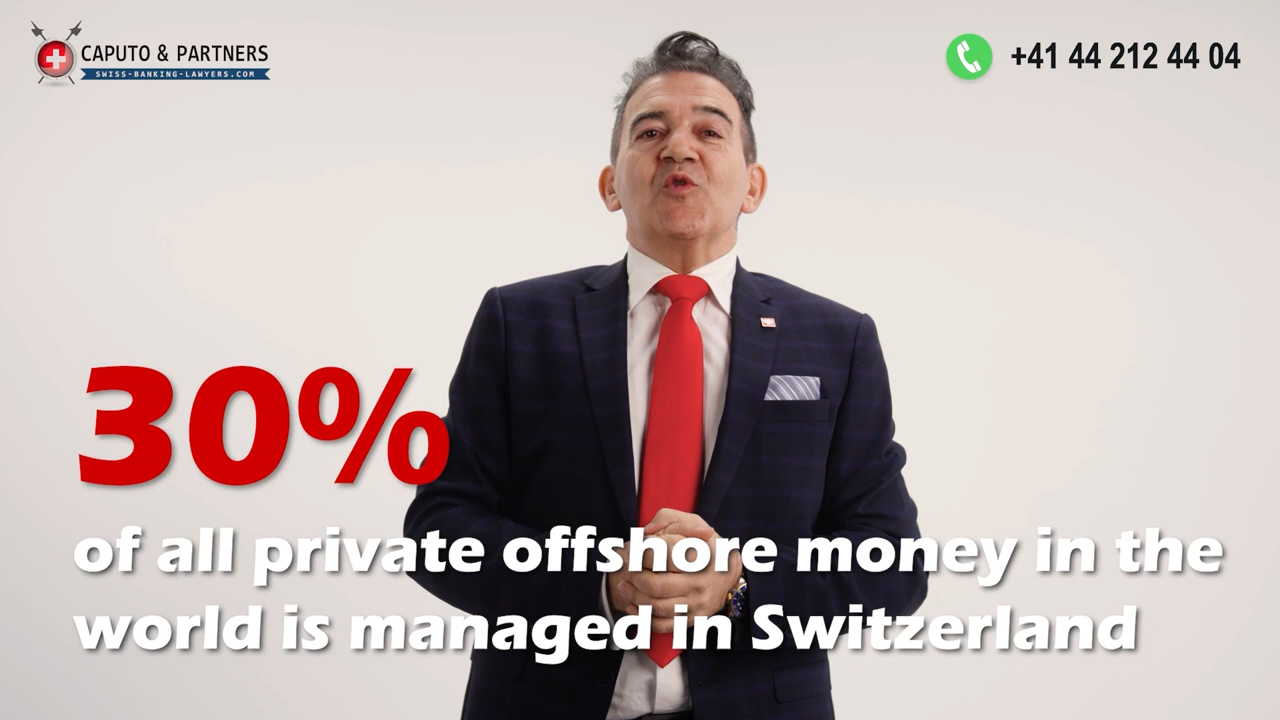 CAPUTO & PARTNERS
SWISS-BANKING-LAWYERS.COM
+41 44 212 44 04
30%
of all private offshore money in the
world is managed in Switzerland